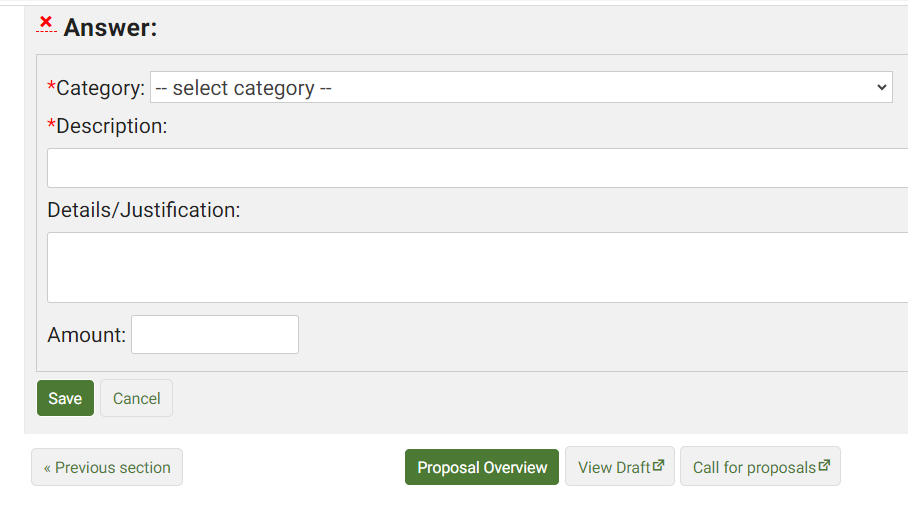 Answer:
*Category: -- select category --
*Description:
Details/Justification:
Amount:
Save Cancel
« Previous section Proposal Overview View Draft Call for proposals